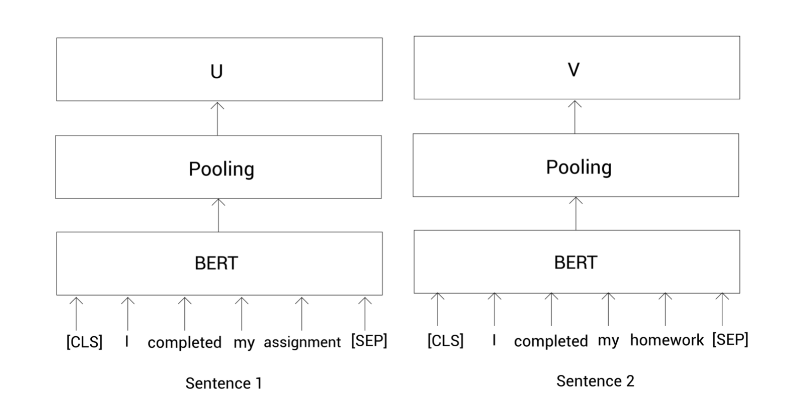 U
Pooling
BERT
[CLS] I completed my assignment [SEP]
Sentence 1
V
Pooling
BERT
[CLS] I completed my homework [SEP]
Sentence 2